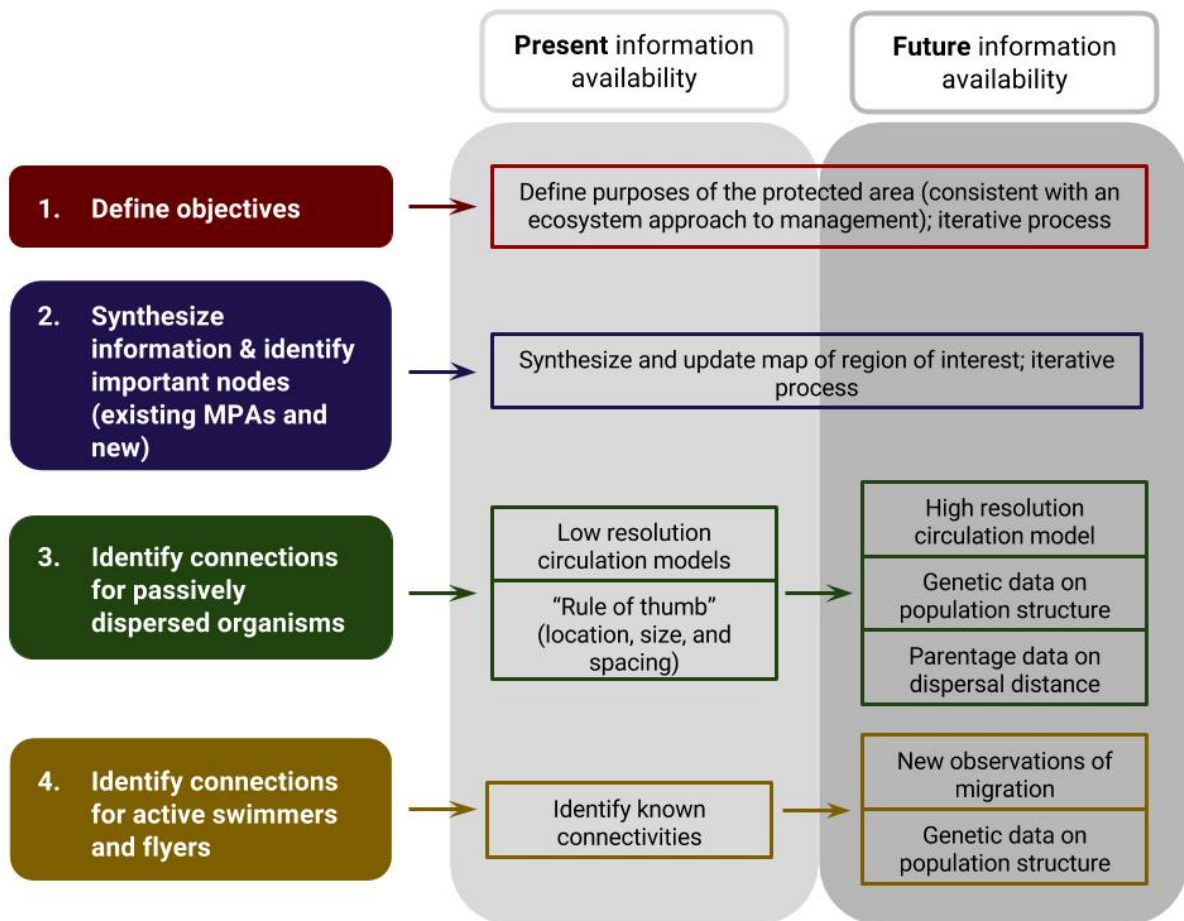 Present information
availability
Future information
availability
1. Define objectives
Define purposes of the protected area (consistent with an
ecosystem approach to management); iterative process
2. Synthesize
information & identify
important nodes
(existing MPAs and
new)
Synthesize and update map of region of interest; iterative
process
3. Identify connections
for passively
dispersed organisms
Low resolution
circulation models
“Rule of thumb”
(location, size, and
spacing)
High resolution
circulation model
Genetic data on
population structure
Parentage data on
dispersal distance
4. Identify connections
for active swimmers
and flyers
Identify known
connectivities
New observations of
migration
Genetic data on
population structure